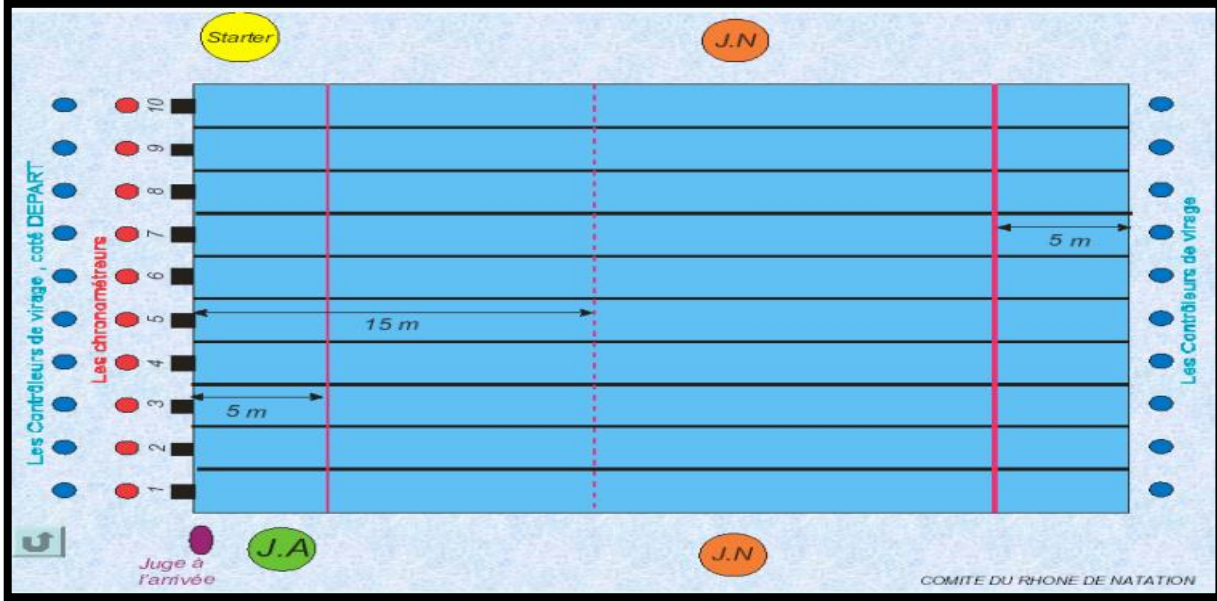 Starter
J.N
Les Contrôleurs de virage , coté DEPART
Les chronométreurs
10
9
8
7
6
5
4
3
2
1
5 m
15 m
5 m
Les Contrôleurs de virage
Juge à
l'arrivée
J.A
J.N
COMITE DU RHONE DE NATATION